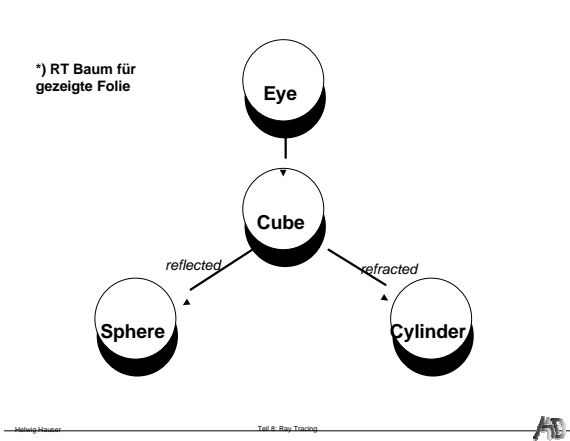 *) RT Baum für
gezeigte Folie
Eye
Cube
reflected
refracted
Sphere
Cylinder
Helwig Hauser
Teil 8: Ray Tracing